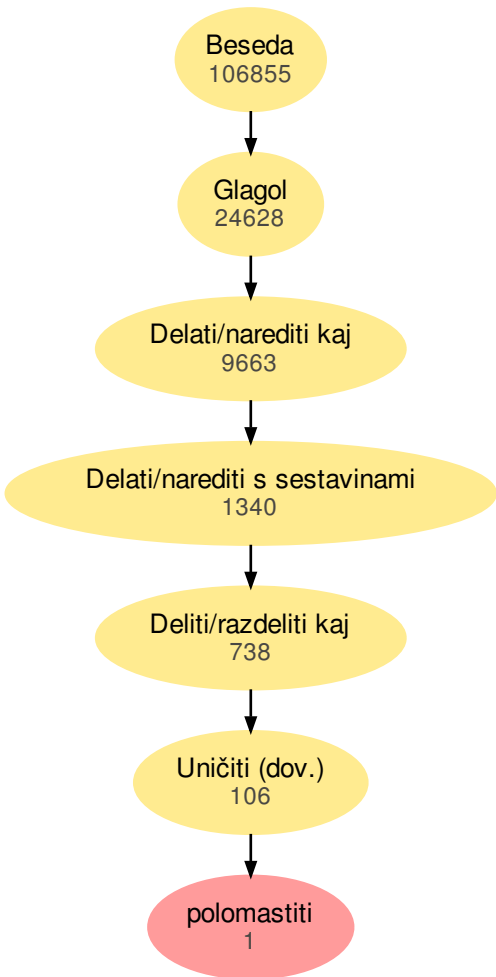 Beseda
106855
Glagol
24628
Delati/narediti kaj
9663
Delati/narediti s sestavinami
1340
Deliti/razdeliti kaj
738
Uničiti (dov.)
106
polomastiti
1